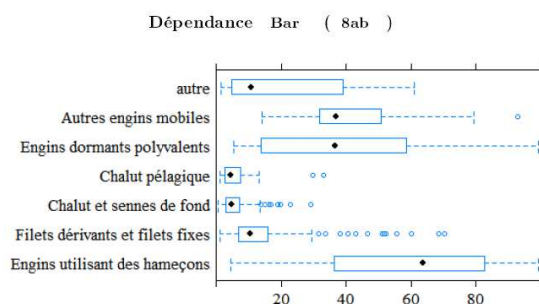 Dépendance Bar ( 8ab )
autre
Autres engins mobiles
Engins dormants polyvalents
Chalut pélagique
Chalut et sennes de fond
Filets dérivants et filets fixes
Engins utilisant des hameçons
20 40 60 80